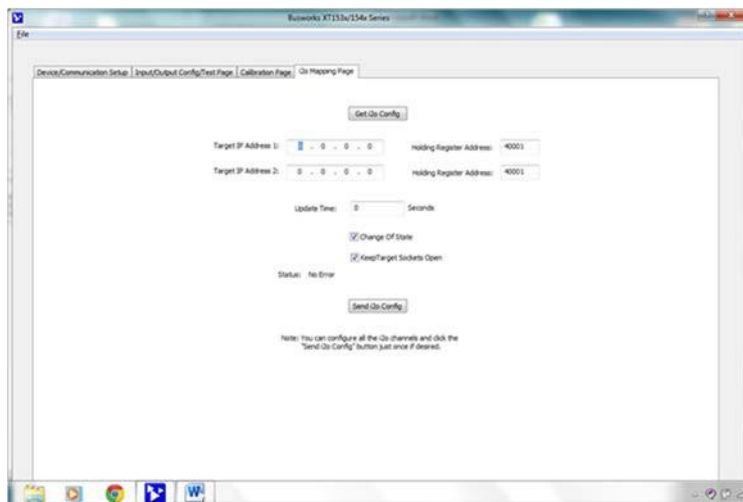 Busworks XT153x/154x Series
File
Device/Communication Setup Input/Output Config/Test Page Calibration Page i2o Mapping Page
Get i2o Config
Target IP Address 1: 0 . 0 . 0 . 0 Holding Register Address: 40001
Target IP Address 2: 0 . 0 . 0 . 0 Holding Register Address: 40001
Update Time: 0 Seconds
Change Of State
KeepTarget Sockets Open
Status: No Error
Send i2o Config
Note: You can configure all the i2o channels and click the
"Send i2o Config" button just once if desired.